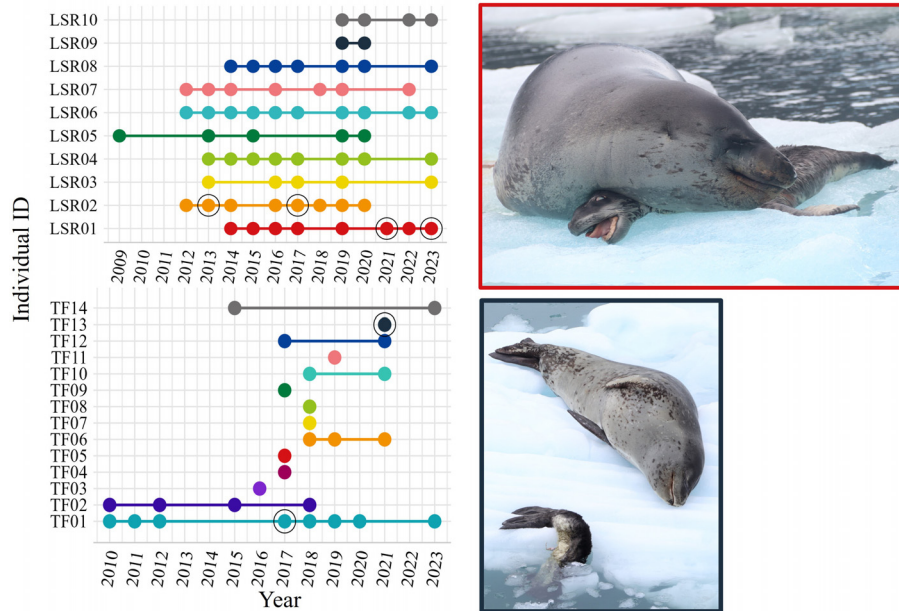 Individual ID
LSR10
LSR09
LSR08
LSR07
LSR06
LSR05
LSR04
LSR03
LSR02
LSR01
2009
2010
2011
2012
2013
2014
2015
2016
2017
2018
2019
2020
2021
2022
2023
TF14
TF13
TF12
TF11
TF10
TF09
TF08
TF07
TF06
TF05
TF04
TF03
TF02
TF01
2010
2011
2012
2013
2014
2015
2016
2017
2018
2019
2020
2021
2022
2023
Year